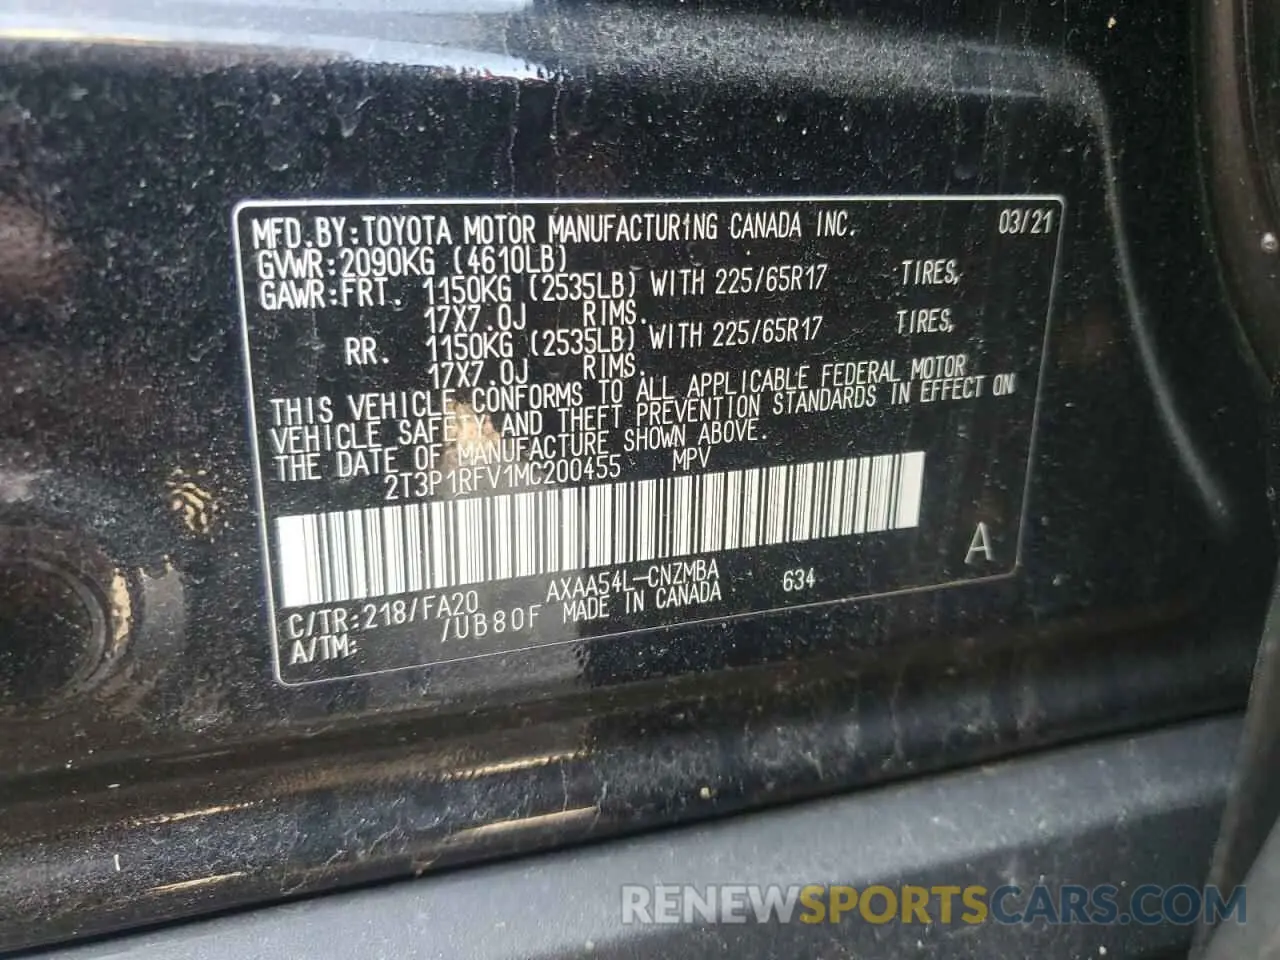 MFD.BY:TOYOTA MOTOR MANUFACTURING CANADA INC. 03/21
GVWR:2090KG (4610LB)
GAWR:FRT. 1150KG (2535LB) WITH 225/65R17 TIRES,
17X7.0J RIMS.
RR. 1150KG (2535LB) WITH 225/65R17 TIRES,
17X7.0J RIMS.
THIS VEHICLE CONFORMS TO ALL APPLICABLE FEDERAL MOTOR
VEHICLE SAFETY AND THEFT PREVENTION STANDARDS IN EFFECT ON
THE DATE OF MANUFACTURE SHOWN ABOVE.
2T3P1RFV1MC200455 MPV
A
C/TR:218/FA20 AXAA54L-CNZMBA 634
A/TM: /UB80F MADE IN CANADA
RENEWSPORTSCARS.COM